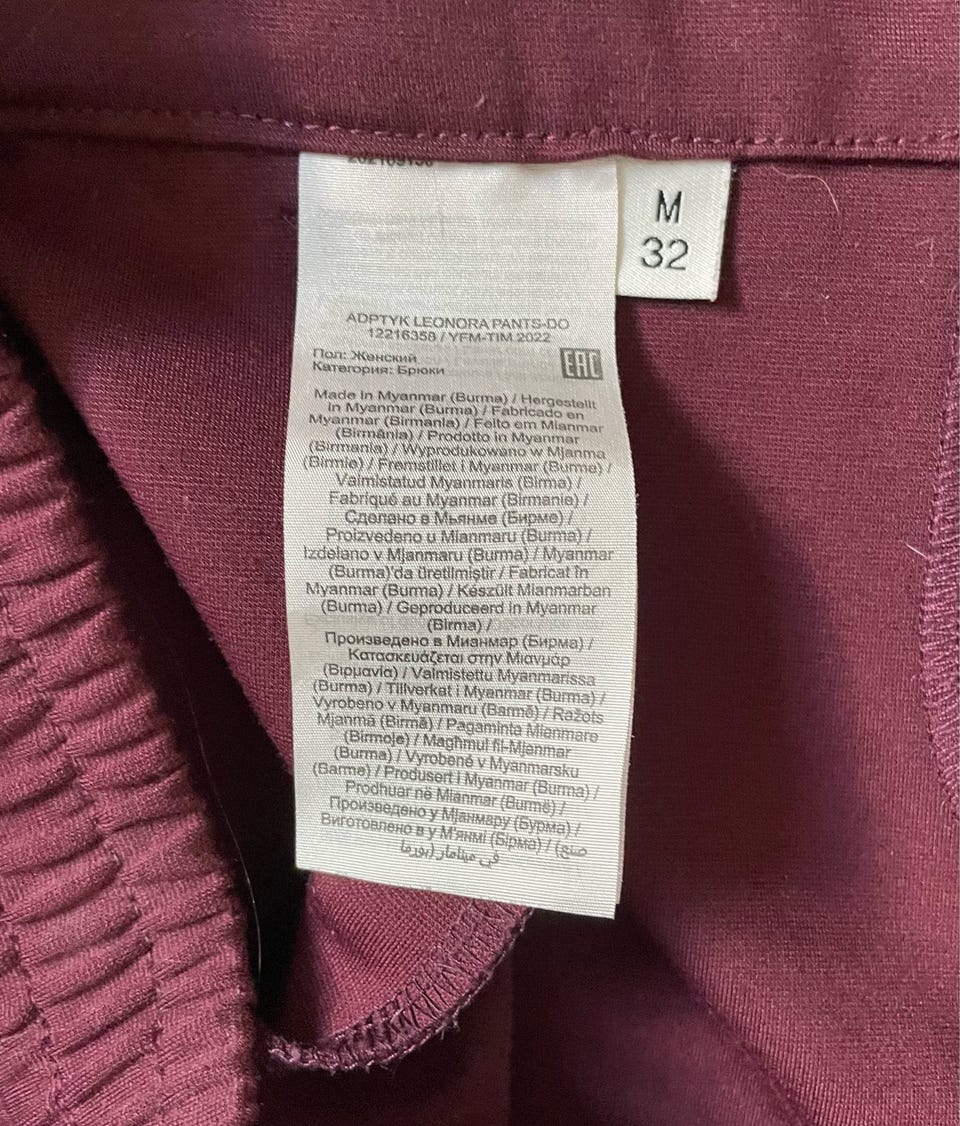 M
32
ADPTYK LEONORA PANTS-DO
12216358 / YFM-TIM 2022
Пол: Женский
Категория: Брюки
EAC
Made in Myanmar (Burma) / Hergestellt
in Myanmar (Burma) / Fabricado en
Myanmar (Birmania) / Feito em Mianmar
(Birmânia) / Prodotto in Myanmar
(Birmania) / Wyprodukowano w Mjanma
(Birmie) / Fremstillet i Myanmar (Burma) /
Valmistatud Myanmaris (Birma) /
Fabriqué au Myanmar (Birmanie) /
Сделано в Мьянме (Бирме) /
Proizvedeno u Mianmaru (Burma) /
Izdelano v Mjanmaru (Burma) / Myanmar
(Burma)'da üretilmiştir / Fabricat în
Myanmar (Burma) / Készült Mianmarban
(Burma) / Geproduceerd in Myanmar
(Birma) /
Произведено в Мианмар (Бирма) /
Κατασκευάζεται στην Μιανμάρ
(Βιρμανία) / Valmistettu Myanmarissa
(Burma) / Tillverkat i Myanmar (Burma) /
Vyrobeno v Myanmaru (Barmě) / Ražots
Mjanmā (Birmā) / Pagaminta Mianmare
(Birmoje) / Magħmul fil-Mjanmar
(Burma) / Vyrobené v Myanmarsku
(Barme) / Produsert i Myanmar (Burma) /
Prodhuar në Mianmar (Burmë) /
Произведено у Мјанмару (Бурма) /
Виготовлено в у М'янмі (Бірма) / (صنع
في ميانمار (بورما